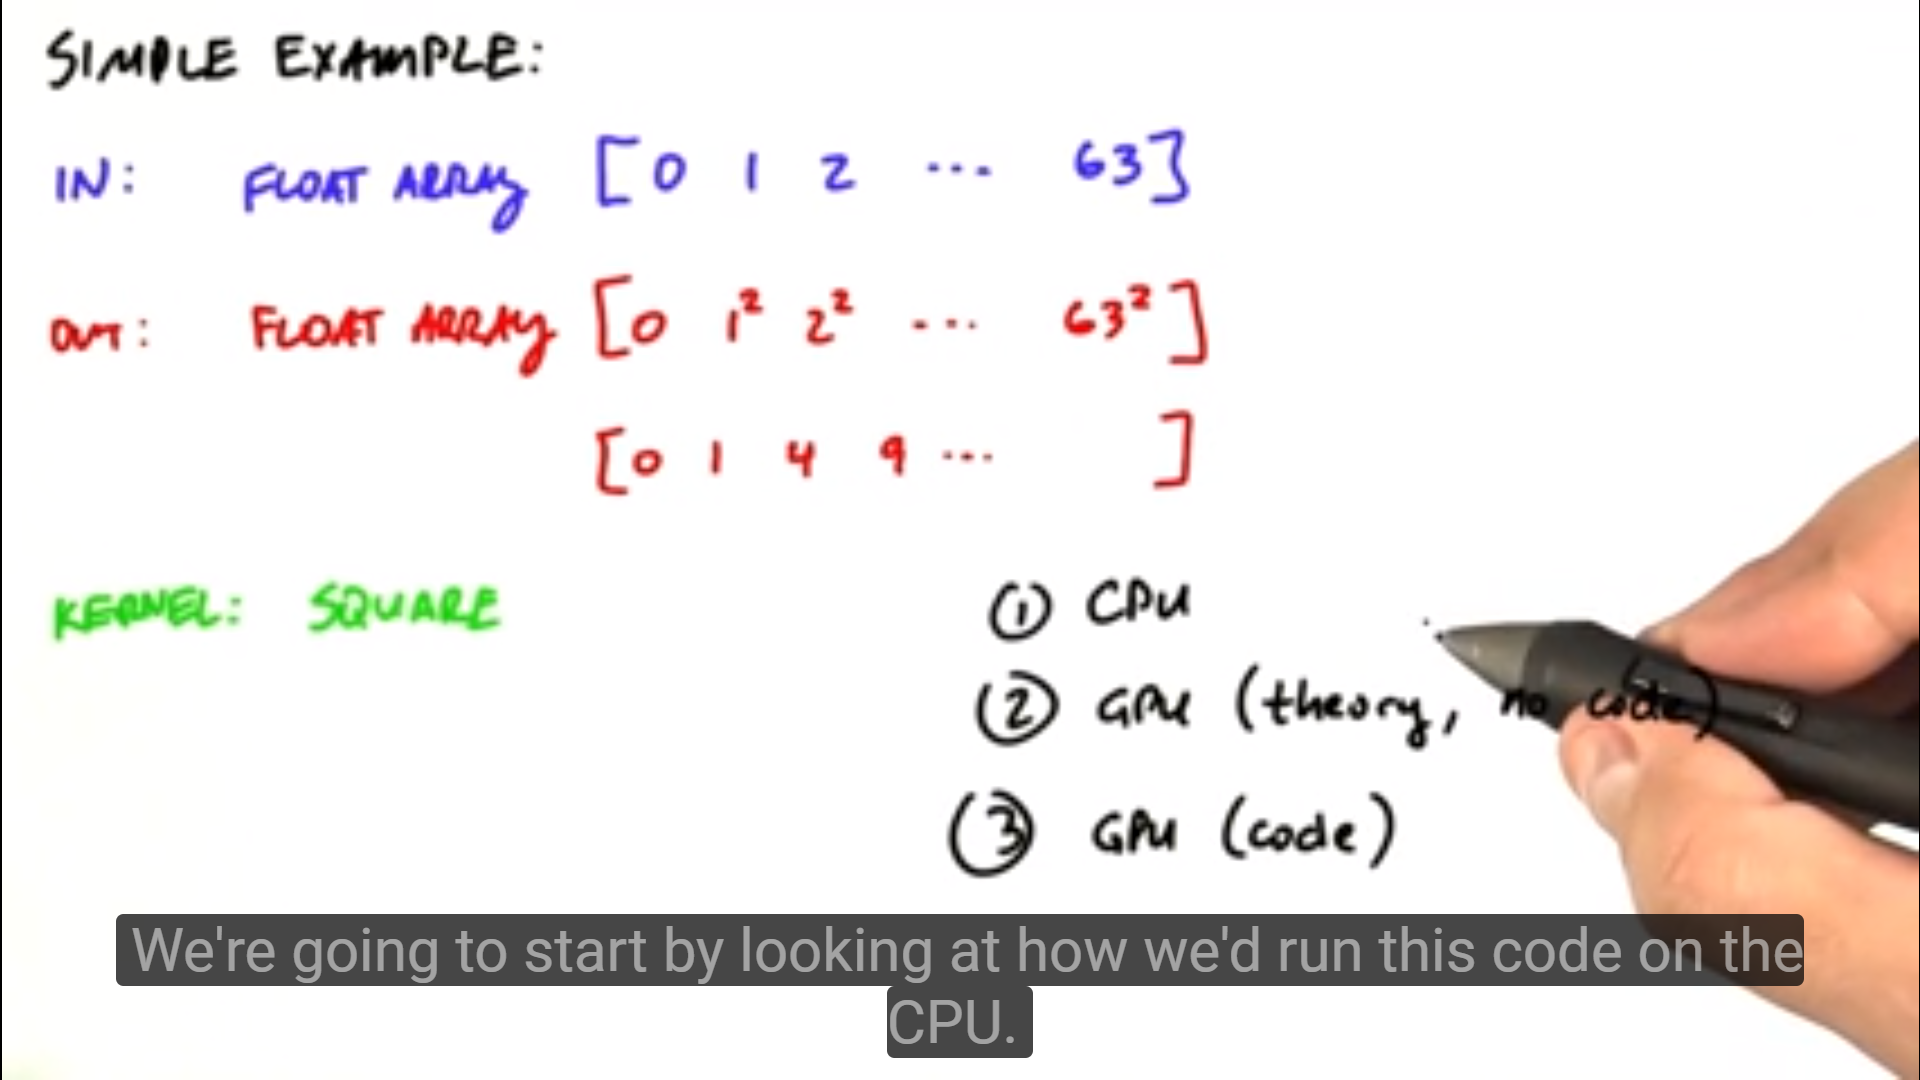 SIMPLE EXAMPLE:
IN: FLOAT ARRAY [0 1 2 ... 63]
OUT: FLOAT ARRAY [0 1² 2² ... 63²]
[0 1 4 9 ... ]
KERNEL: SQUARE
① CPU
② GPU (theory, no code)
③ GPU (code)
We're going to start by looking at how we'd run this code on the
CPU.